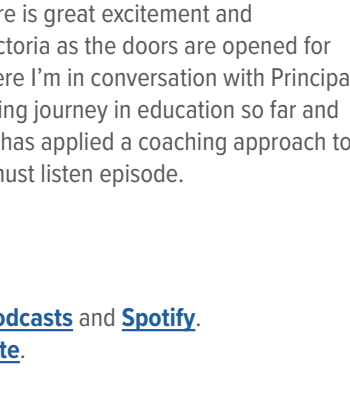 re is great excitement and
ctoria as the doors are opened for
ere I'm in conversation with Principa
ing journey in education so far and
has applied a coaching approach to
nust listen episode.
odcasts and Spotify.
te.